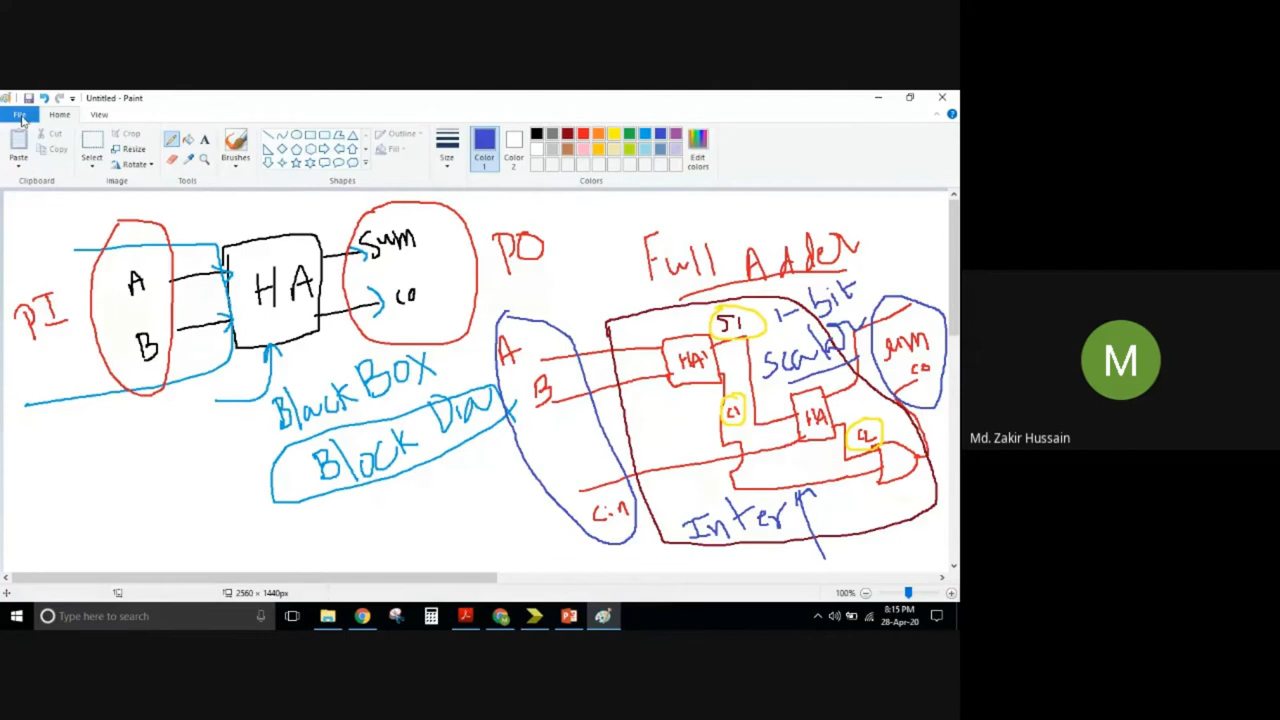 Untitled - Paint
File Home View
Paste
Cut
Copy
Clipboard
Select
Crop
Resize
Rotate
Image
Tools
Brushes
Shapes
Outline
Fill
Size
Color 1
Color 2
Edit colors
Colors
PI
A
B
HA
Sum
co
PO
Black BOX
Block Dia
Full Adder
1-bit
A
B
Cin
HA
S1
C1
HA
C2
sum
co
Inter
2560 × 1440px
100%
Type here to search
8:15 PM
28-Apr-20
M
Md. Zakir Hussain